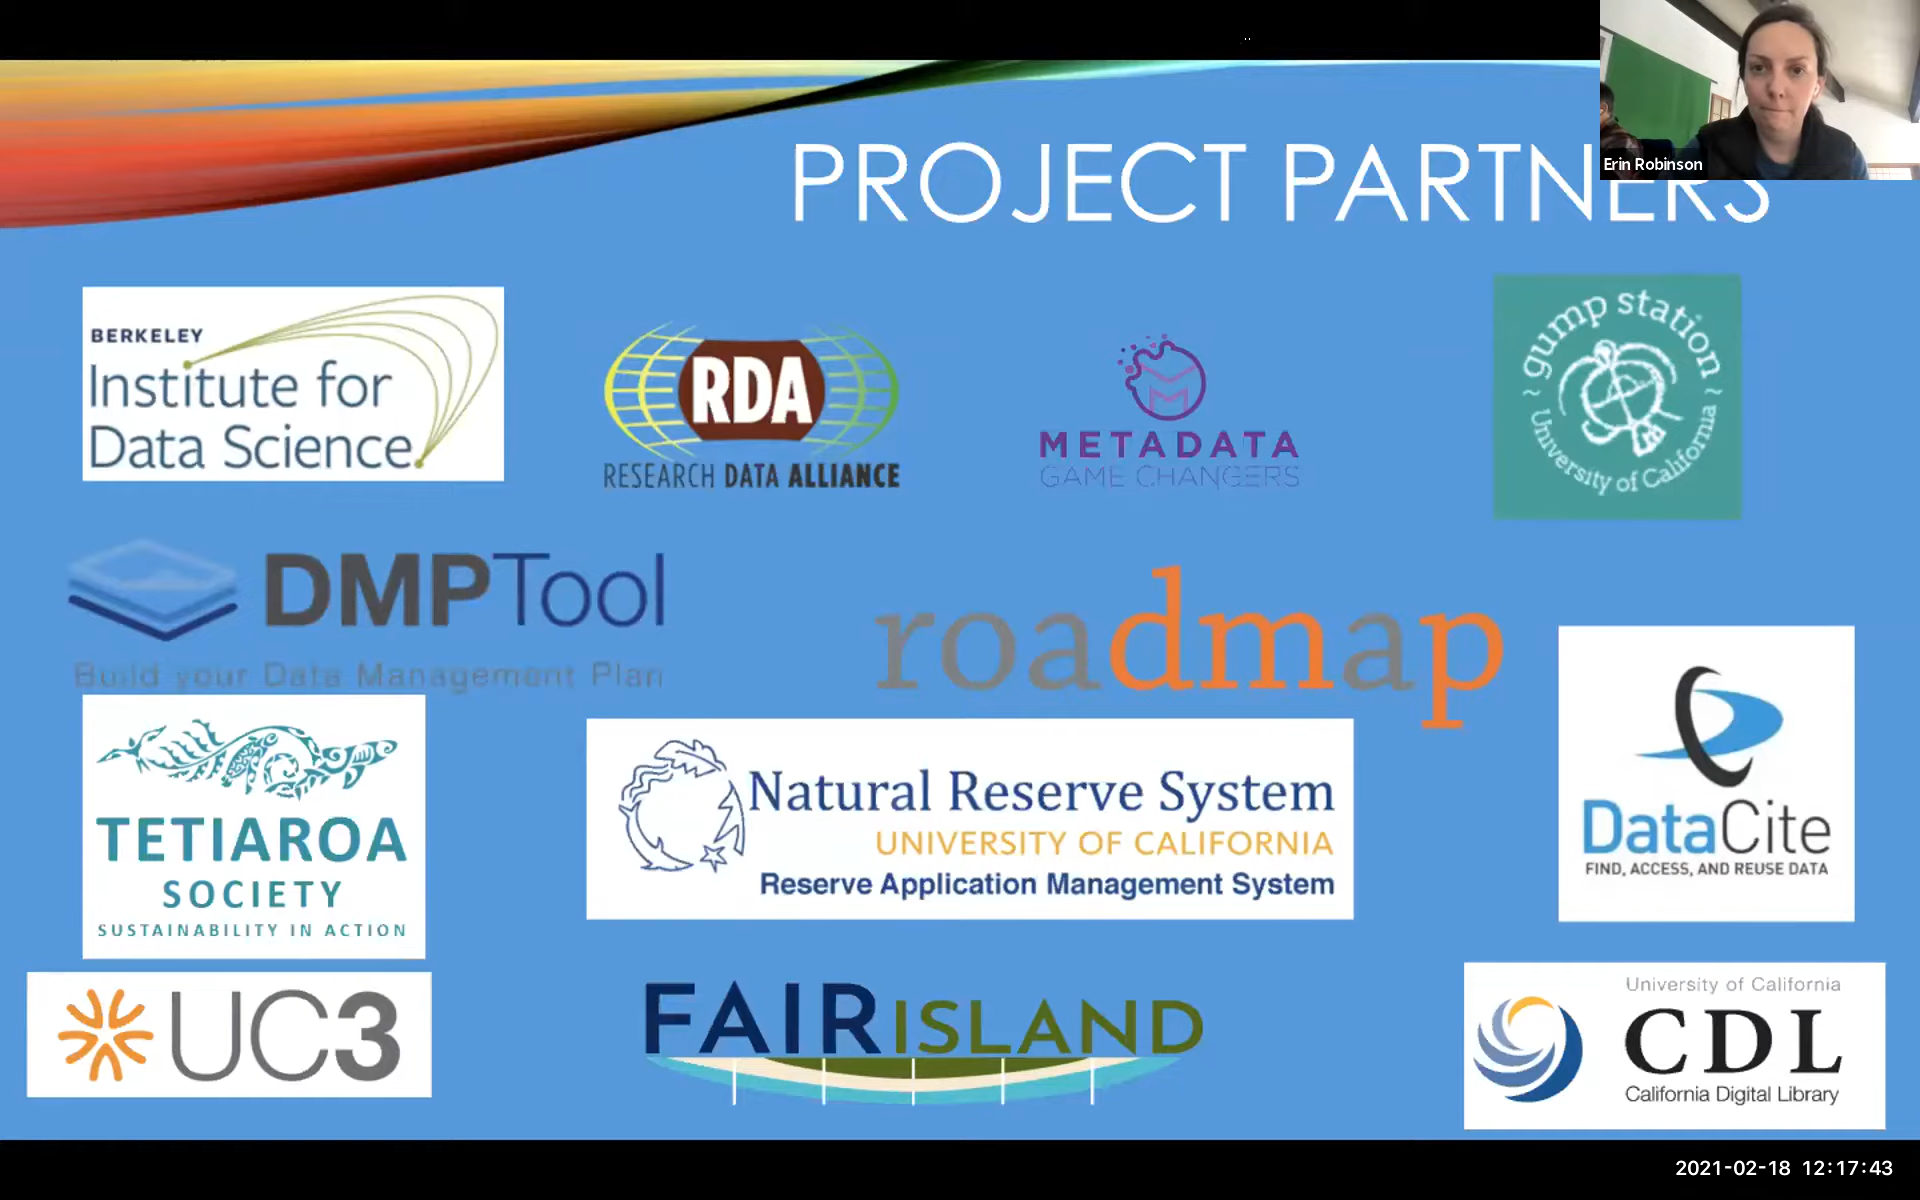 PROJECT PARTNERS
Erin Robinson
BERKELEY
Institute for
Data Science
RDA
RESEARCH DATA ALLIANCE
METADATA
GAME CHANGERS
gump station
University of California
DMPTool
Build your Data Management Plan
roadmap
TETIAROA
SOCIETY
SUSTAINABILITY IN ACTION
Natural Reserve System
UNIVERSITY OF CALIFORNIA
Reserve Application Management System
DataCite
FIND, ACCESS, AND REUSE DATA
UC3
FAIR ISLAND
University of California
CDL
California Digital Library
2021-02-18 12:17:43